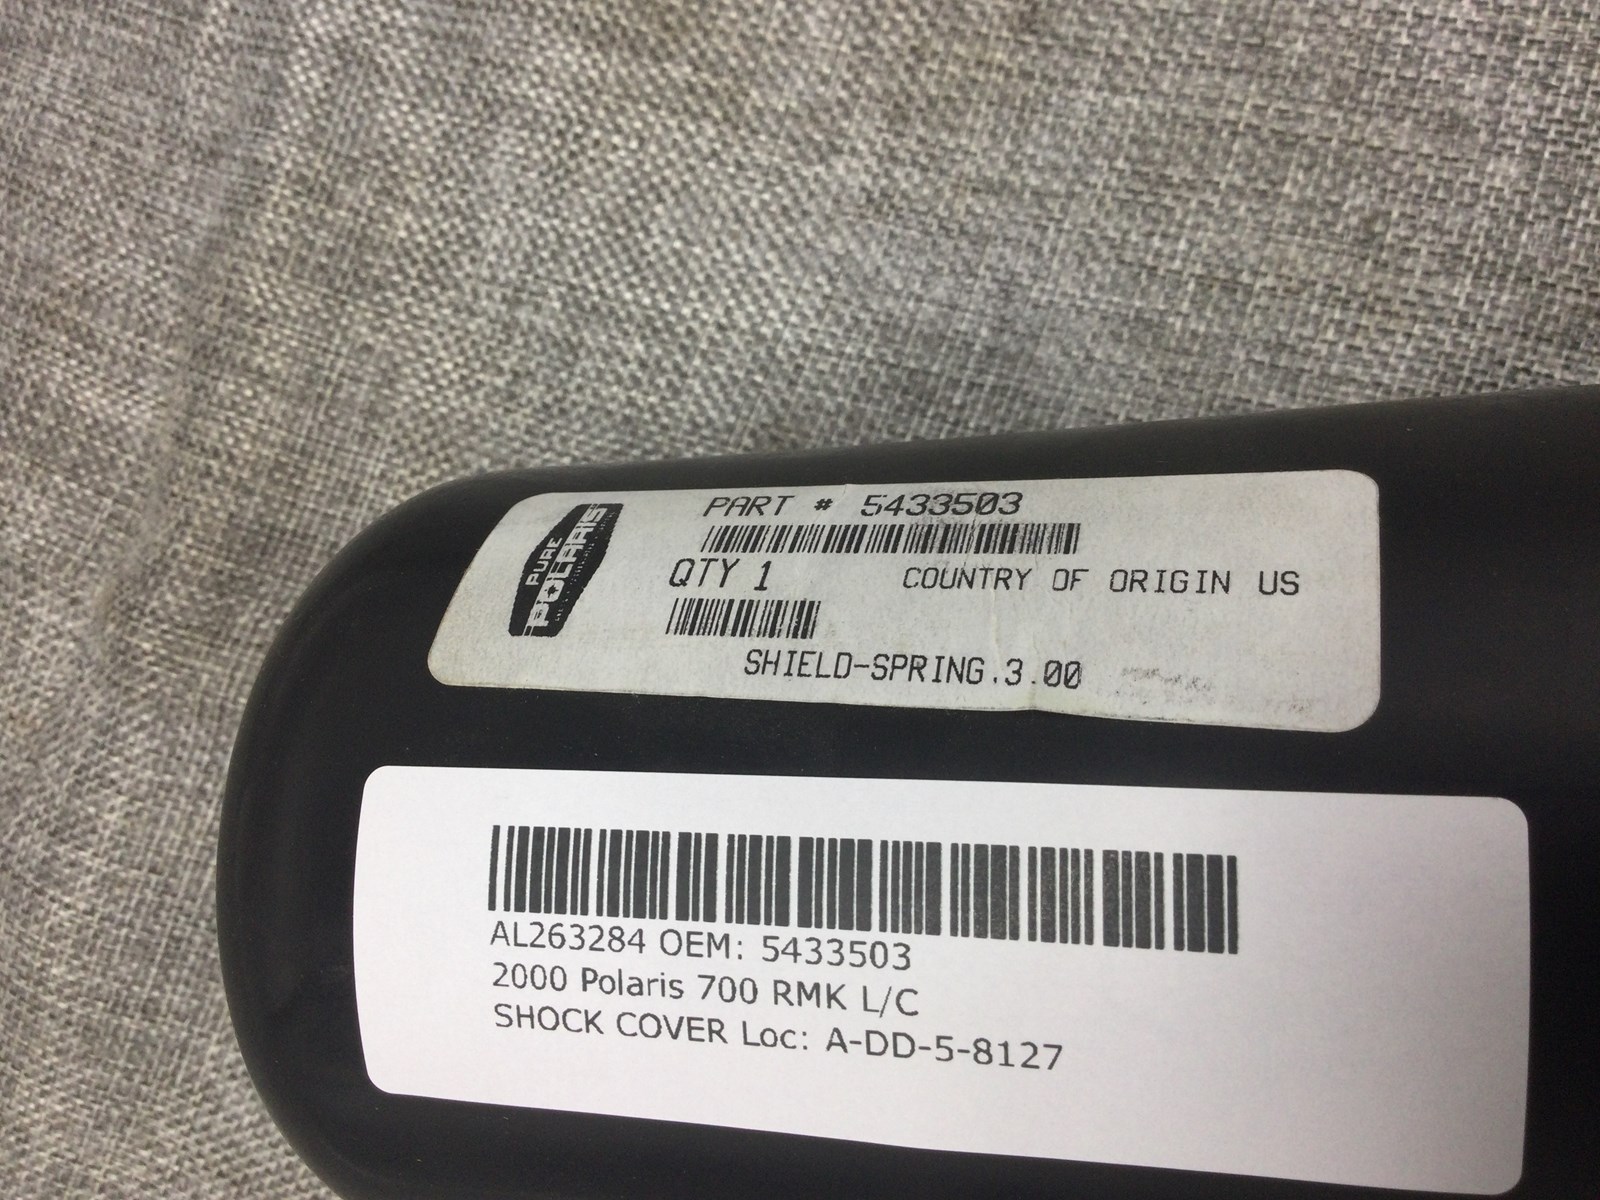 PURE
POLARIS
PART # 5433503
QTY 1 COUNTRY OF ORIGIN US
SHIELD-SPRING.3.00
AL263284 OEM: 5433503
2000 Polaris 700 RMK L/C
SHOCK COVER Loc: A-DD-5-8127